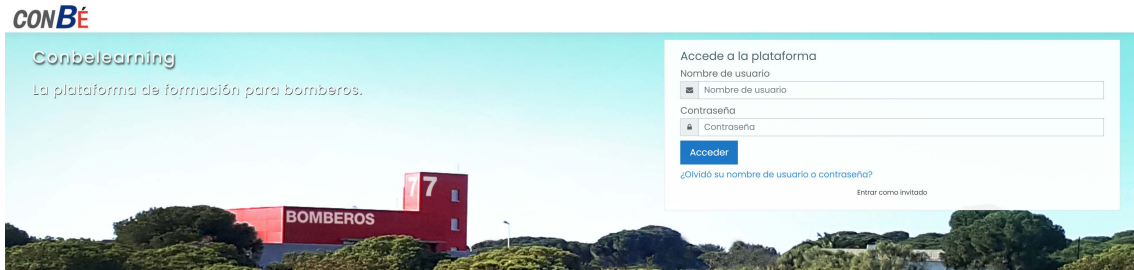 CONBÉ
Conbelearning
La plataforma de formación para bomberos.
Accede a la plataforma
Nombre de usuario
Nombre de usuario
Contraseña
Contraseña
Acceder
¿Olvidó su nombre de usuario o contraseña?
Entrar como invitado
77
BOMBEROS